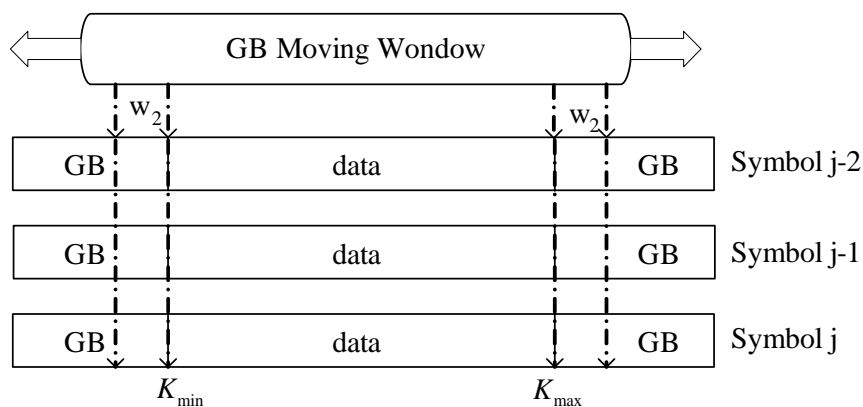 GB Moving Wondow
w2 w2
GB data GB Symbol j-2
GB data GB Symbol j-1
GB data GB Symbol j
Kmin Kmax